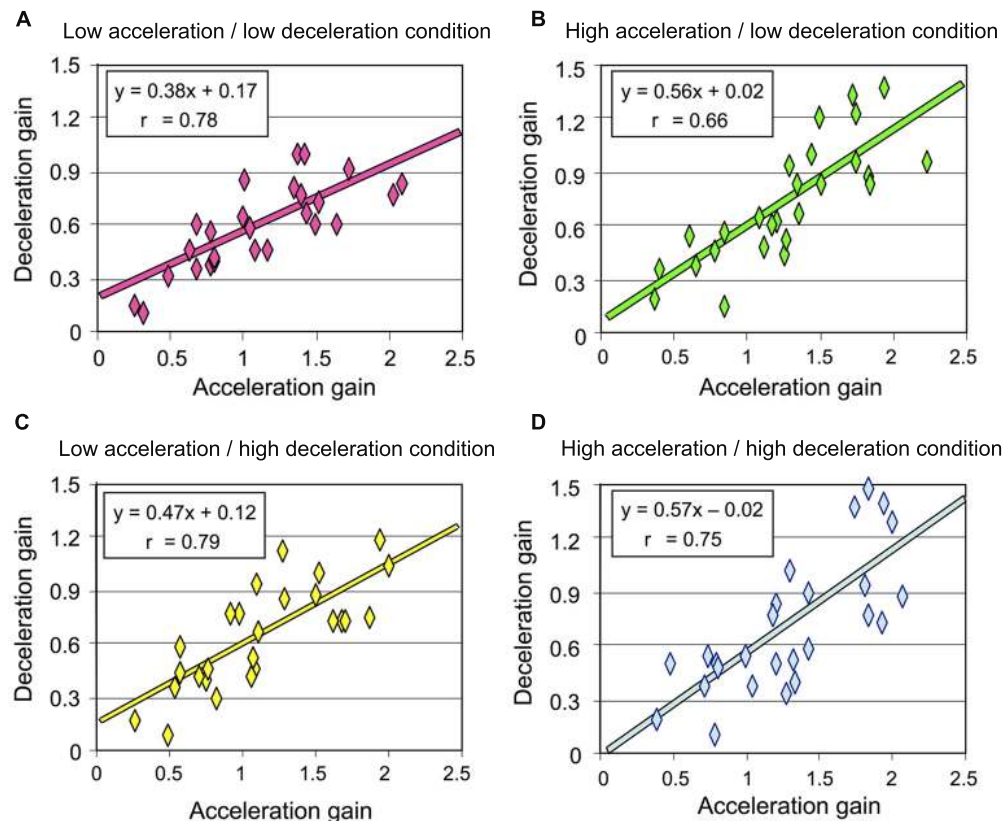 A
Low acceleration / low deceleration condition
1.5
1.2
0.9
0.6
0.3
0
Deceleration gain
y = 0.38x + 0.17
r = 0.78
0 0.5 1 1.5 2 2.5
Acceleration gain
B
High acceleration / low deceleration condition
1.5
1.2
0.9
0.6
0.3
0
Deceleration gain
y = 0.56x + 0.02
r = 0.66
0 0.5 1 1.5 2 2.5
Acceleration gain
C
Low acceleration / high deceleration condition
1.5
1.2
0.9
0.6
0.3
0
Deceleration gain
y = 0.47x + 0.12
r = 0.79
0 0.5 1 1.5 2 2.5
Acceleration gain
D
High acceleration / high deceleration condition
1.5
1.2
0.9
0.6
0.3
0
Deceleration gain
y = 0.57x – 0.02
r = 0.75
0 0.5 1 1.5 2 2.5
Acceleration gain